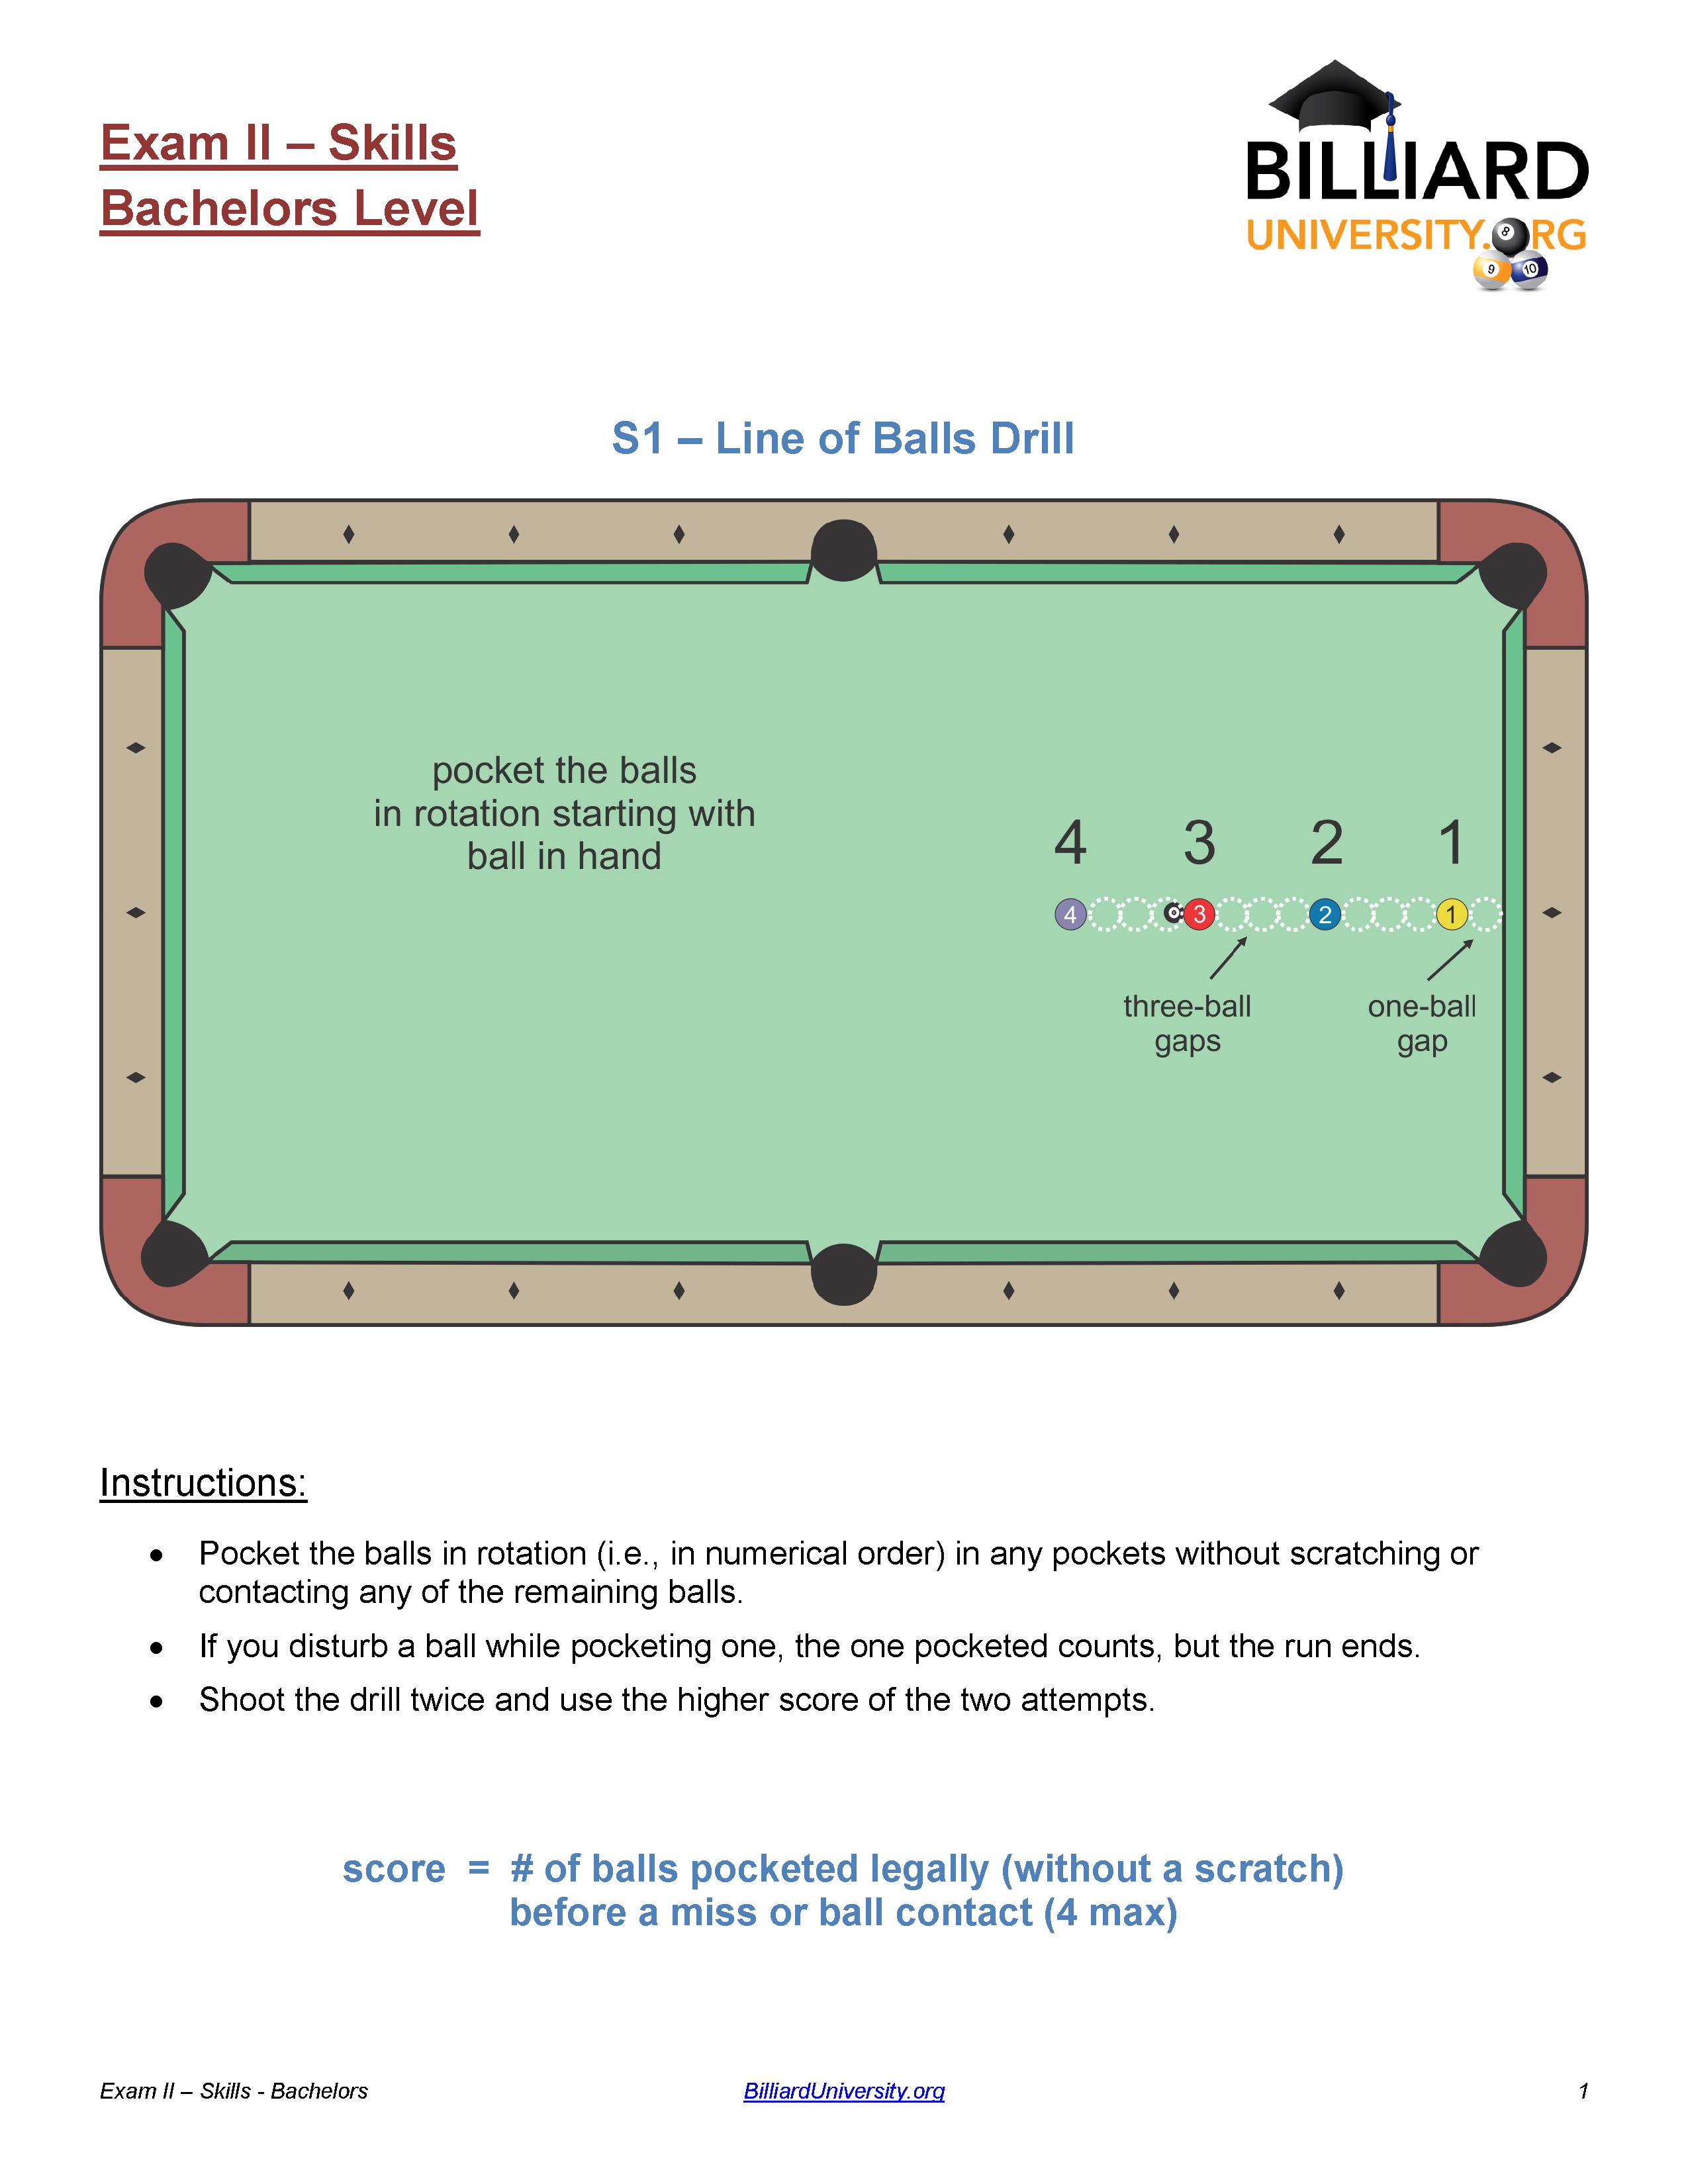 Exam II – Skills
Bachelors Level
BILLIARD
UNIVERSITY.ORG
8
9 10
S1 – Line of Balls Drill
pocket the balls
in rotation starting with
ball in hand
4 3 2 1
4 3 2 1
three-ball
gaps
one-ball
gap
Instructions:
• Pocket the balls in rotation (i.e., in numerical order) in any pockets without scratching or
contacting any of the remaining balls.
• If you disturb a ball while pocketing one, the one pocketed counts, but the run ends.
• Shoot the drill twice and use the higher score of the two attempts.
score = # of balls pocketed legally (without a scratch)
before a miss or ball contact (4 max)
Exam II – Skills - Bachelors BilliardUniversity.org 1